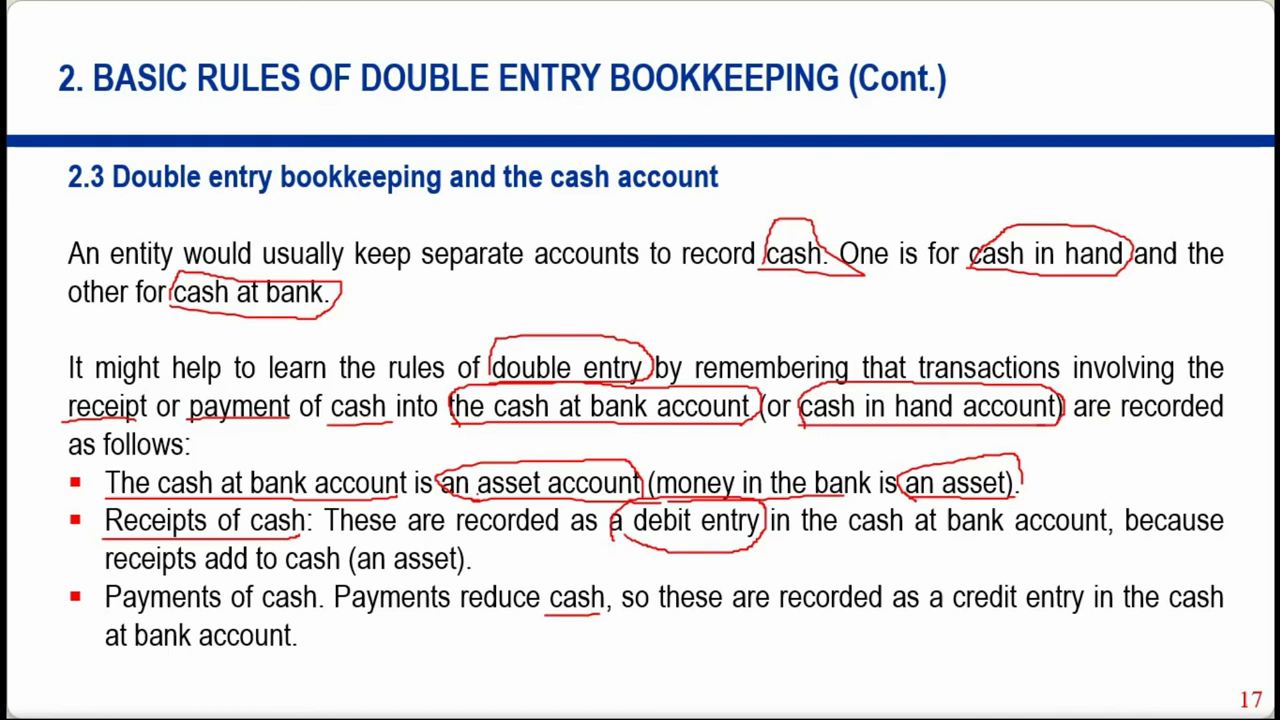 2. BASIC RULES OF DOUBLE ENTRY BOOKKEEPING (Cont.)
2.3 Double entry bookkeeping and the cash account
An entity would usually keep separate accounts to record cash. One is for cash in hand and the
other for cash at bank.
It might help to learn the rules of double entry by remembering that transactions involving the
receipt or payment of cash into the cash at bank account (or cash in hand account) are recorded
as follows:
▪ The cash at bank account is an asset account (money in the bank is an asset).
▪ Receipts of cash: These are recorded as a debit entry in the cash at bank account, because
receipts add to cash (an asset).
▪ Payments of cash. Payments reduce cash, so these are recorded as a credit entry in the cash
at bank account.
17